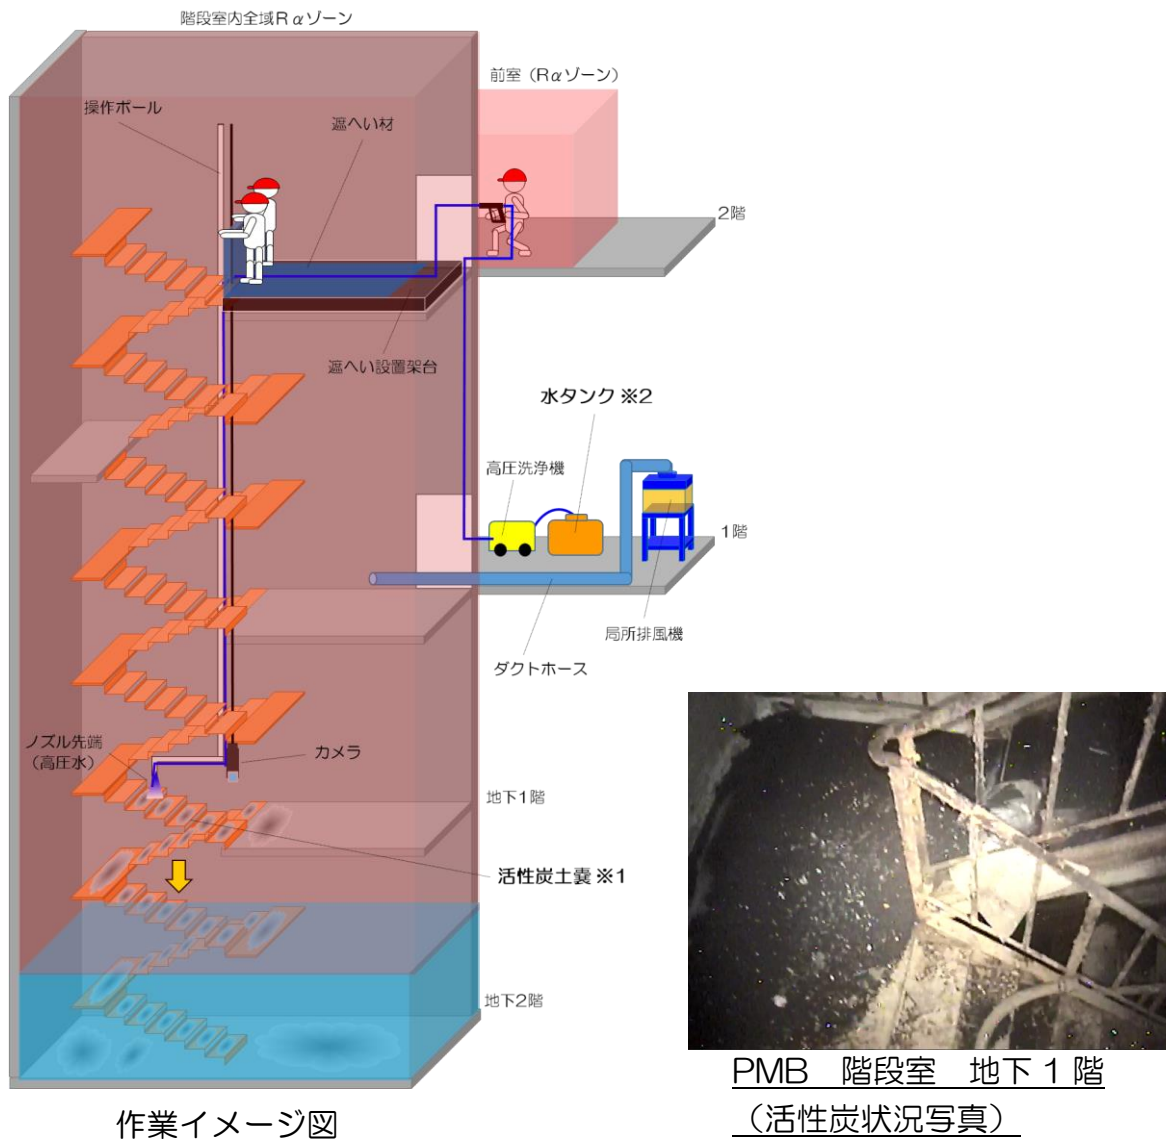 階段室内全域Rαゾーン
前室（Rαゾーン）
操作ポール
遮へい材
2階
遮へい設置架台
水タンク※2
高圧洗浄機
1階
局所排風機
ダクトホース
ノズル先端
（高圧水）
カメラ
地下1階
活性炭土嚢※1
地下2階
作業イメージ図
PMB　階段室　地下1階
（活性炭状況写真）